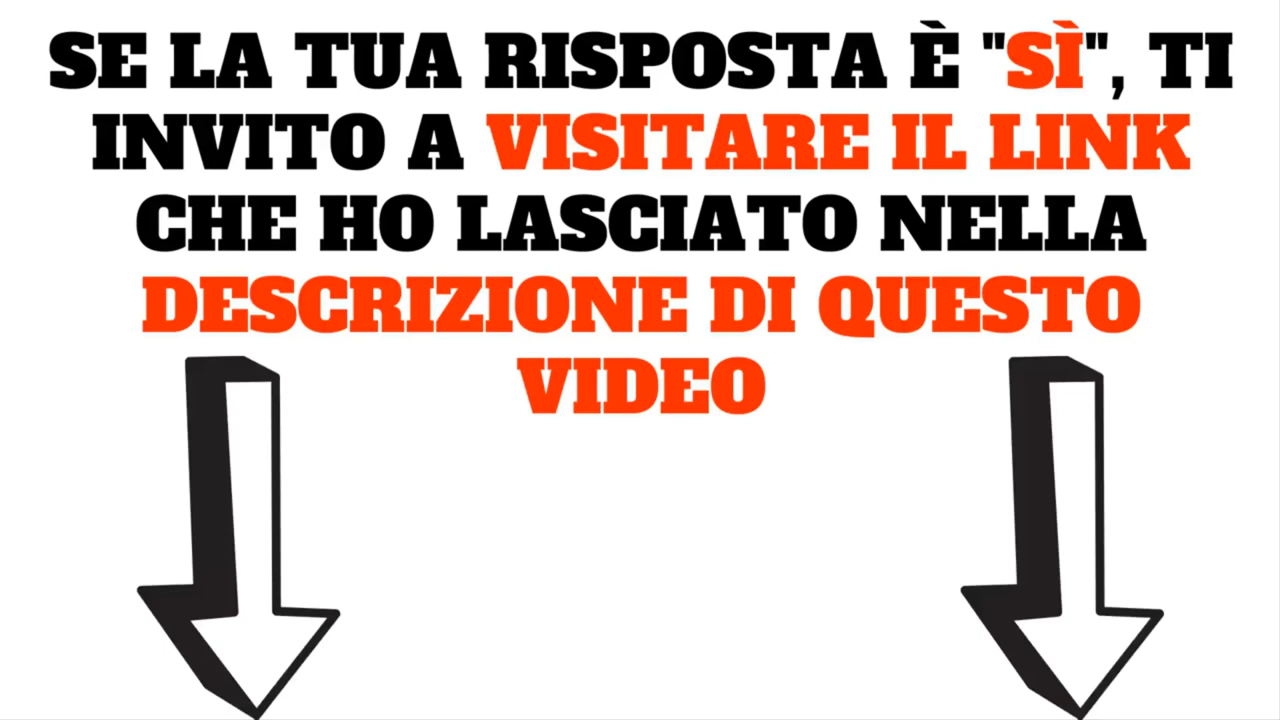 SE LA TUA RISPOSTA È "SÌ", TI
INVITO A VISITARE IL LINK
CHE HO LASCIATO NELLA
DESCRIZIONE DI QUESTO
VIDEO